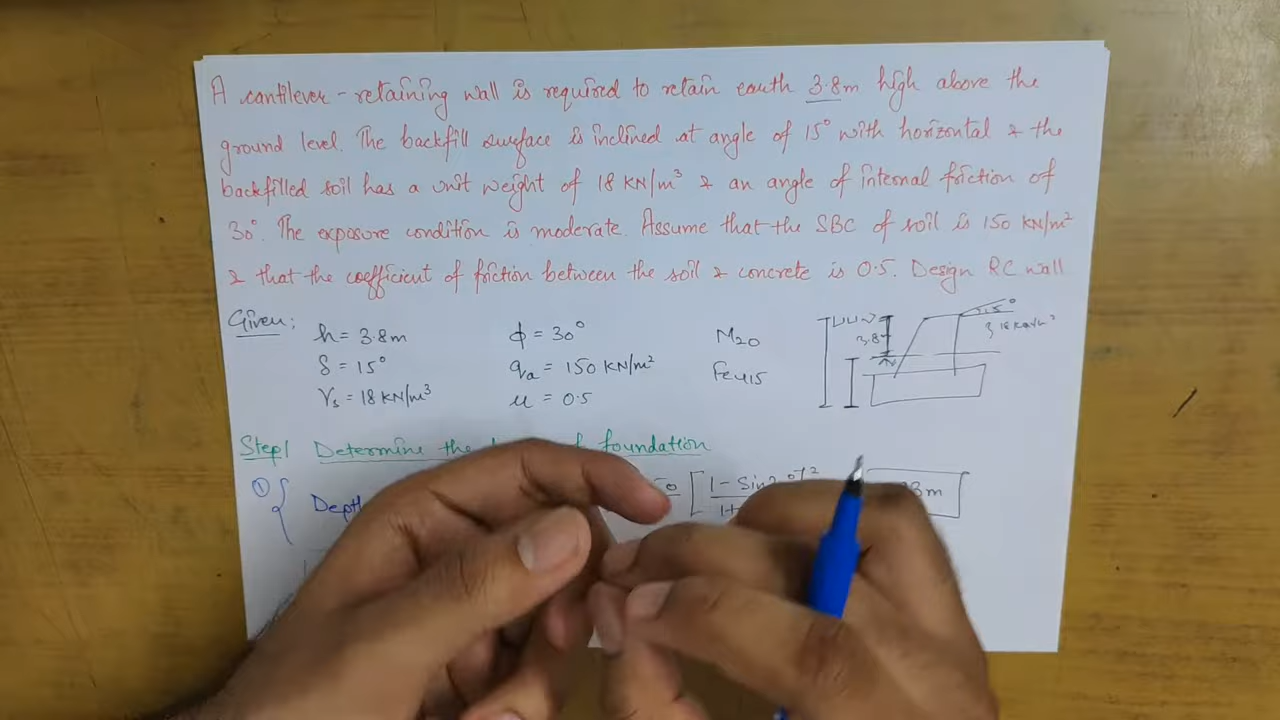 A cantilever - retaining wall is required to retain earth 3.8m high above the
ground level. The backfill surface is inclined at angle of 15° with horizontal & the
backfilled soil has a unit weight of 18 KN/m³ & an angle of internal friction of
30°. The exposure condition is moderate. Assume that the SBC of soil is 150 KN/m²
& that the coefficient of friction between the soil & concrete is 0.5. Design RC wall
Given:
h = 3.8m
δ = 15°
γs = 18 KN/m³
ϕ = 30°
qa = 150 KN/m²
μ = 0.5
M20
Fe415
3.8
15°
Step1 Determine the of foundation
① Dept
[ 1 - Sin
m